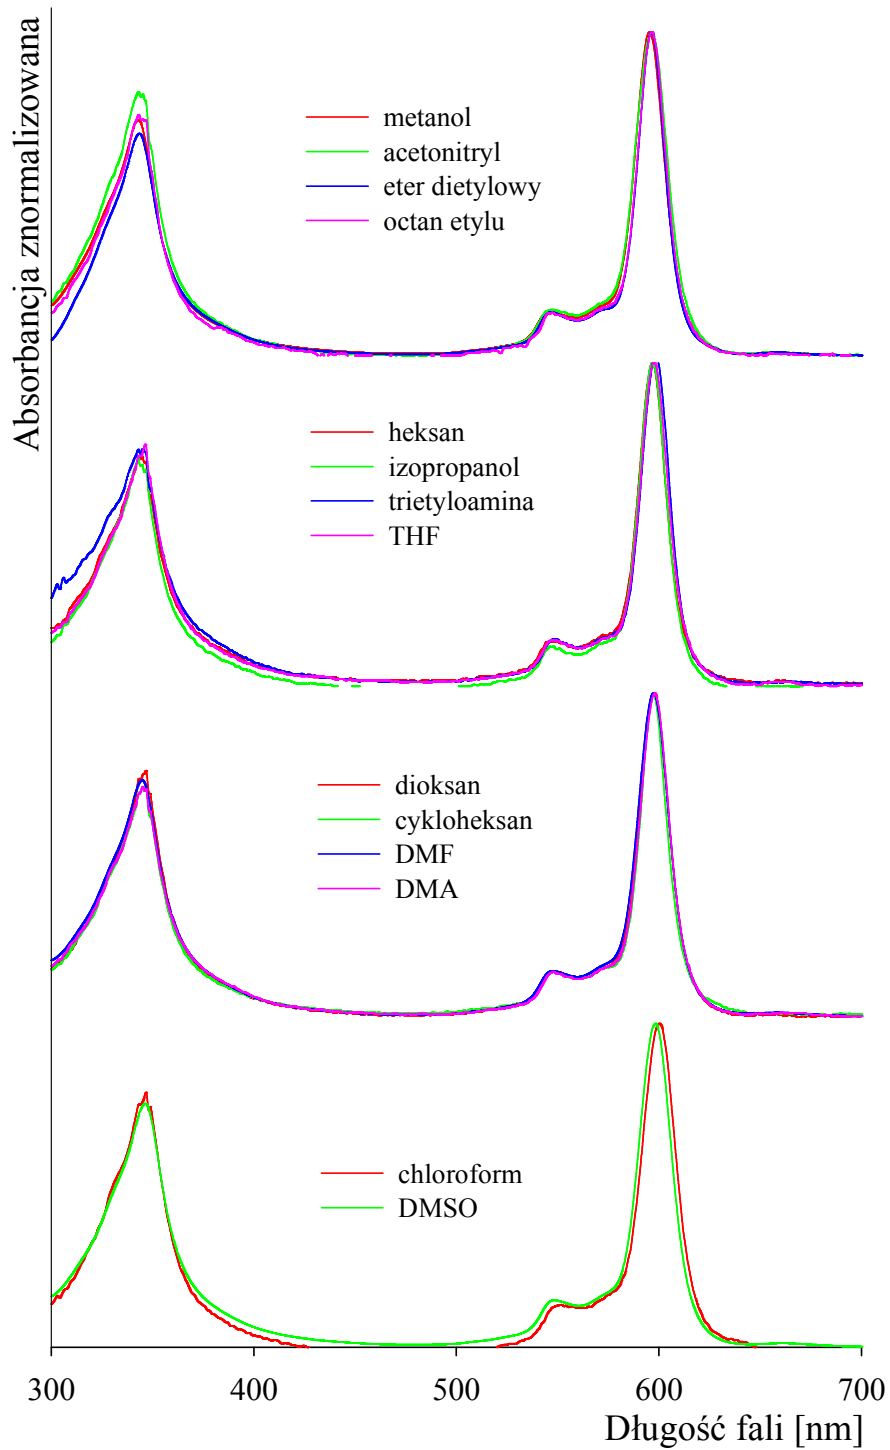 Absorbancja znormalizowana
metanol
acetonitryl
eter dietylowy
octan etylu
heksan
izopropanol
trietyloamina
THF
dioksan
cykloheksan
DMF
DMA
chloroform
DMSO
300 400 500 600 700
Długość fali [nm]